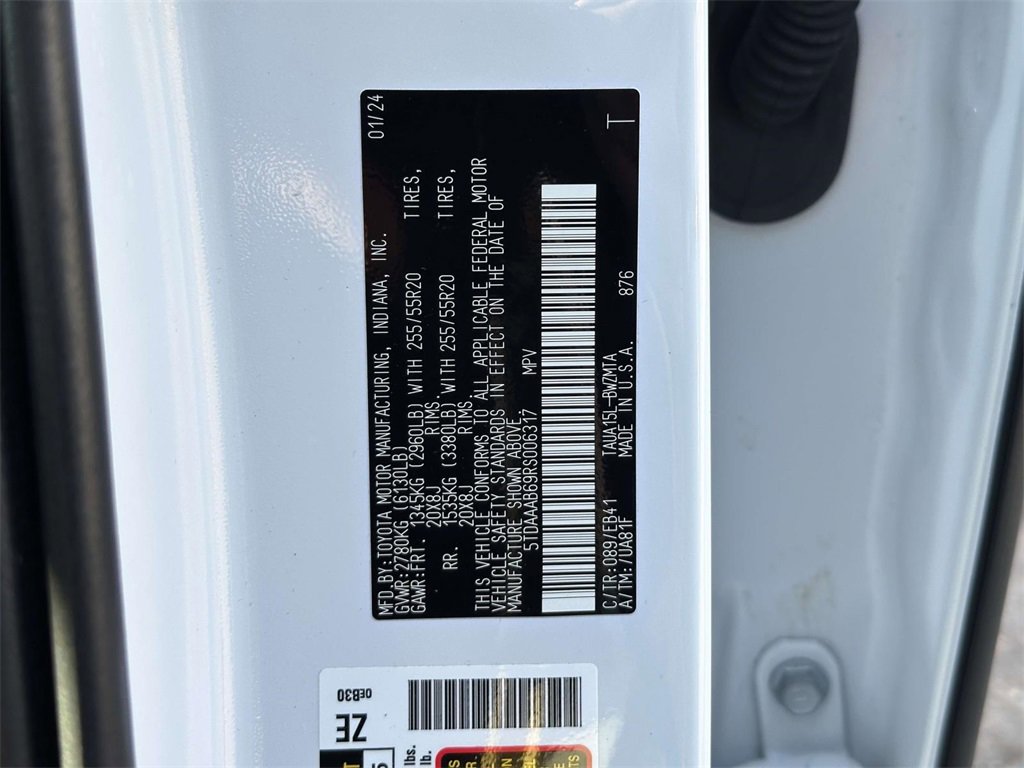 01/24
MFD.BY:TOYOTA MOTOR MANUFACTURING, INDIANA, INC.
GVWR:2780KG (6130LB)
GAWR:FRT. 1345KG (2960LB) WITH 255/55R20 TIRES,
20X8J RIMS.
RR. 1535KG (3380LB) WITH 255/55R20 TIRES,
20X8J RIMS.
THIS VEHICLE CONFORMS TO ALL APPLICABLE FEDERAL MOTOR
VEHICLE SAFETY STANDARDS IN EFFECT ON THE DATE OF
MANUFACTURE SHOWN ABOVE.
5TDAAAB69RS006317 MPV
C/TR:089/EB41 TAUA15L-BWZMTA T
A/TM:/UA81F MADE IN U.S.A. 876
0EB30
ZE
lbs.
lb.